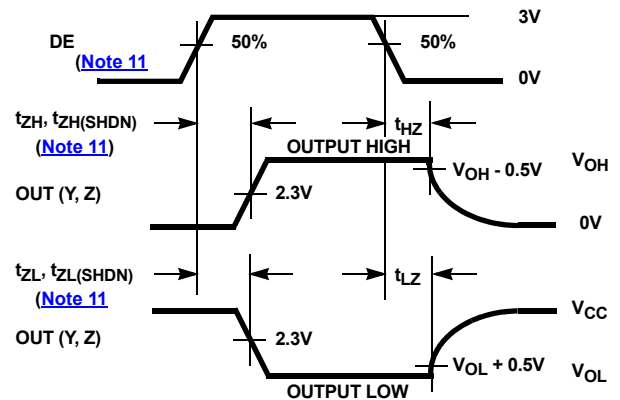 3V
DE
50%
50%
(Note 11
0V
tZH, tZH(SHDN)
tHZ
(Note 11)
OUTPUT HIGH
VOH - 0.5V
VOH
OUT (Y, Z)
2.3V
0V
tZL, tZL(SHDN)
tLZ
(Note 11
VCC
OUT (Y, Z)
2.3V
VOL + 0.5V
VOL
OUTPUT LOW